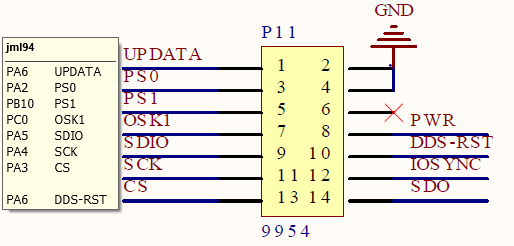 GND
P11
jml94
PA6 UPDATA
PA2 PS0
PB10 PS1
PC0 OSK1
PA5 SDIO
PA4 SCK
PA3 CS
PA6 DDS-RST
UPDATA
PS0
PS1
OSK1
SDIO
SCK
CS
1 2
3 4
5 6
7 8
9 10
11 12
13 14
PWR
DDS-RST
IOSYNC
SDO
9954